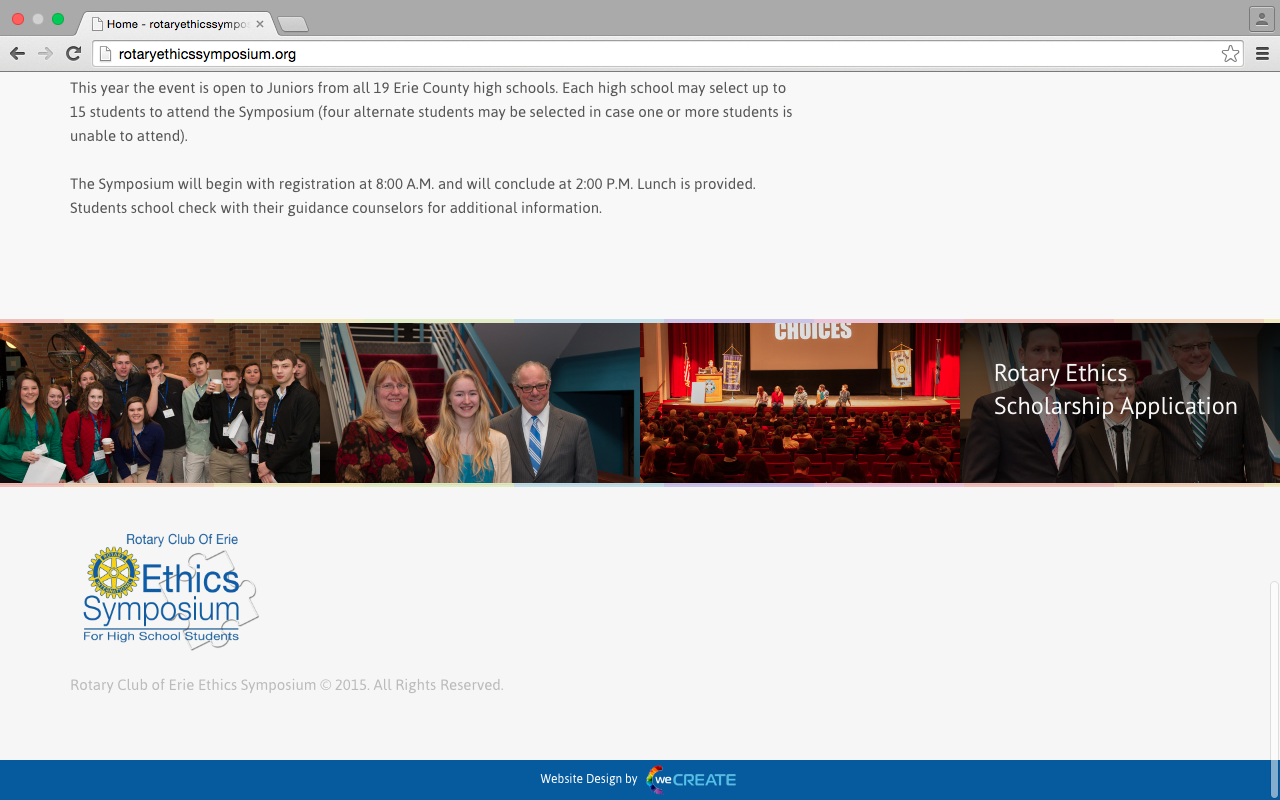 Home - rotaryethicssympo
rotaryethicssymposium.org
This year the event is open to Juniors from all 19 Erie County high schools. Each high school may select up to
15 students to attend the Symposium (four alternate students may be selected in case one or more students is
unable to attend).
The Symposium will begin with registration at 8:00 A.M. and will conclude at 2:00 P.M. Lunch is provided.
Students school check with their guidance counselors for additional information.
CHOICES
Rotary Ethics
Scholarship Application
Rotary Club Of Erie
Ethics
Symposium
For High School Students
Rotary Club of Erie Ethics Symposium © 2015. All Rights Reserved.
Website Design by weCREATE